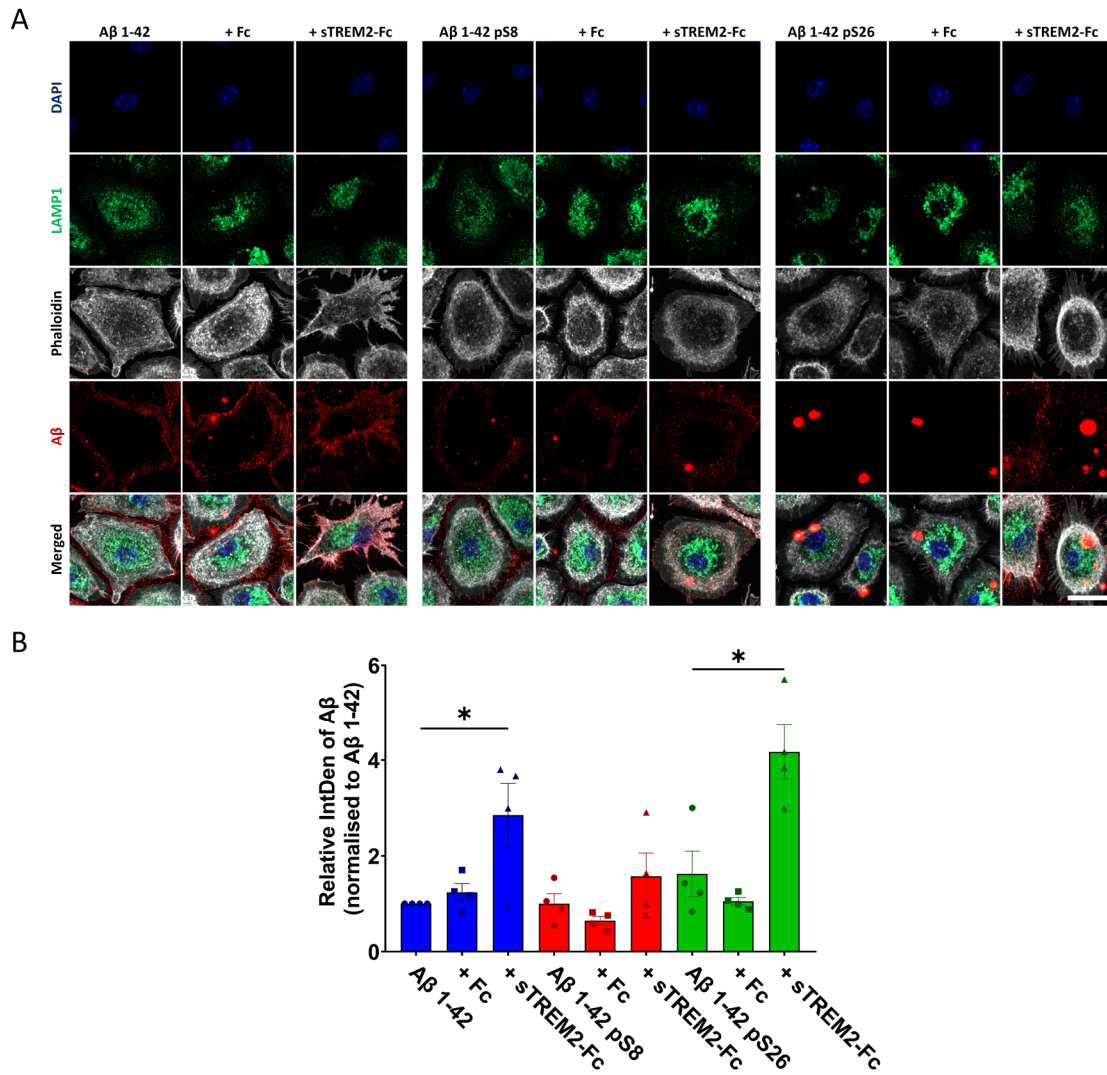 A
Aβ 1-42 + Fc + sTREM2-Fc Aβ 1-42 pS8 + Fc + sTREM2-Fc Aβ 1-42 pS26 + Fc + sTREM2-Fc
DAPI
LAMP1
Phalloidin
Aβ
Merged
B
Relative IntDen of Aβ
(normalised to Aβ 1-42)
6
4
2
0
*
*
Aβ 1-42
+ Fc
+ sTREM2-Fc
Aβ 1-42 pS8
+ Fc
+ sTREM2-Fc
Aβ 1-42 pS26
+ Fc
+ sTREM2-Fc